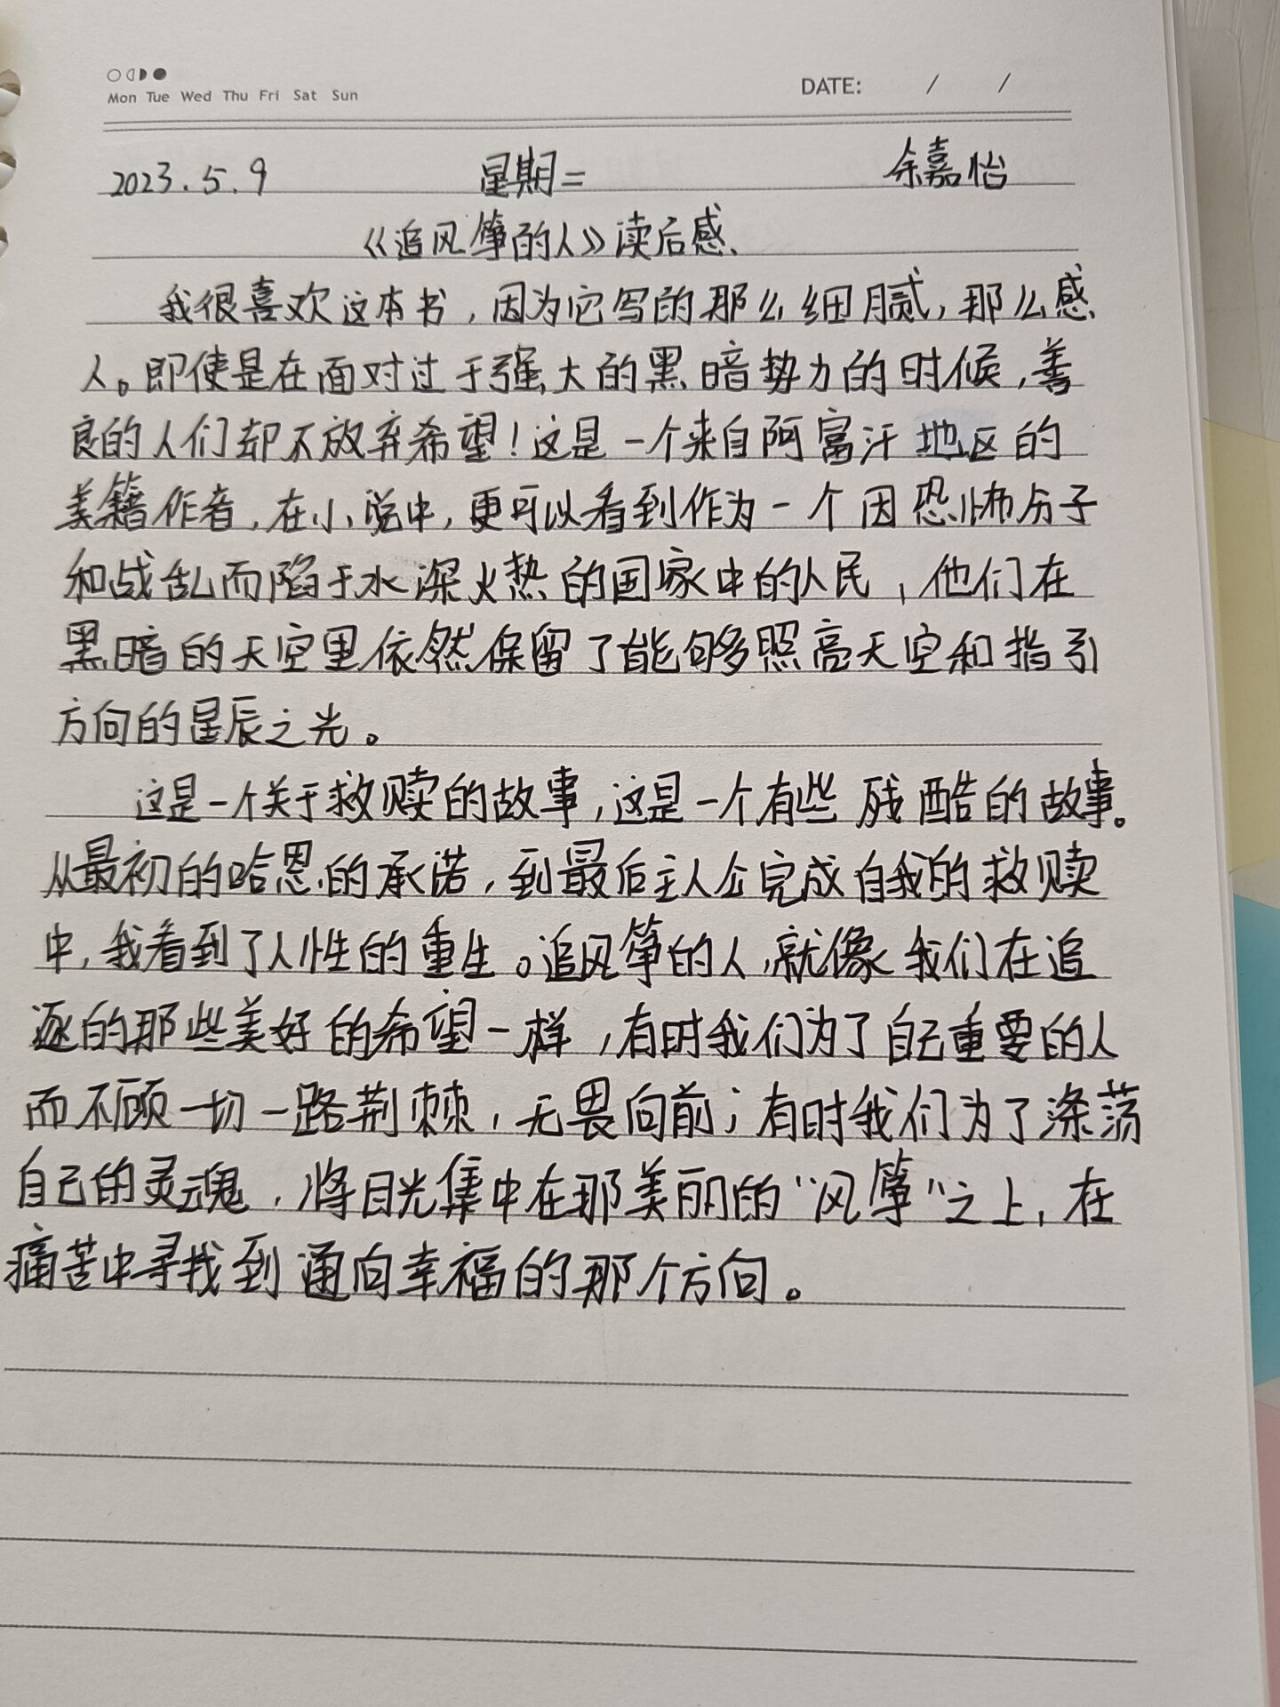 Mon Tue Wed Thu Fri Sat Sun DATE: / /
2023.5.9 星期二 余嘉怡
《追风筝的人》读后感、
我很喜欢这本书，因为它写的那么细腻，那么感
人。即使是在面对过于强大的黑暗势力的时候，善
良的人们却不放弃希望！这是一个来自阿富汗地区的
美籍作者，在小说中，更可以看到作为一个因恐怖分子
和战乱而陷于水深火热的国家中的人民，他们在
黑暗的天空里依然保留了能够照亮天空和指引
方向的星辰之光。
这是一个关于救赎的故事，这是一个有些残酷的故事。
从最初的哈恩的承诺，到最后主人公完成自我的救赎
中，我看到了人性的重生。追风筝的人，就像我们在追
逐的那些美好的希望一样，有时我们为了自己重要的人
而不顾一切一路荆棘，无畏向前；有时我们为了涤荡
自己的灵魂，将目光集中在那美丽的“风筝”之上，在
痛苦中寻找到通向幸福的那个方向。